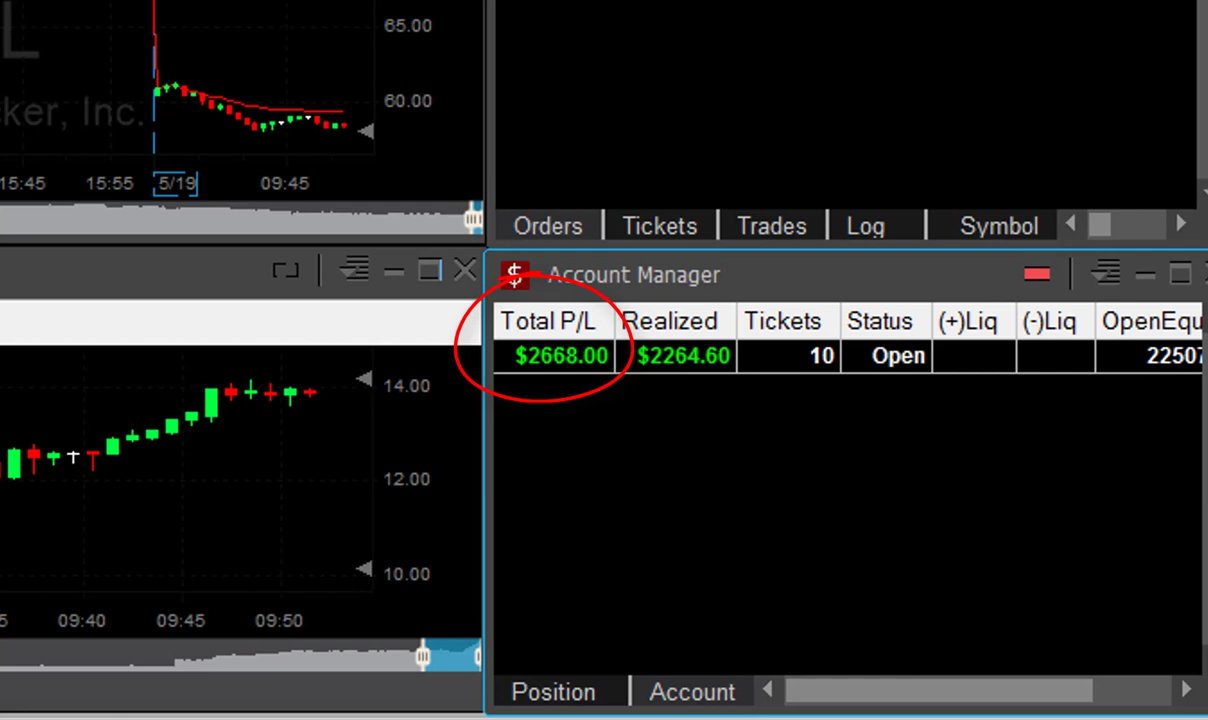 65.00
60.00
L
ker, Inc.
15:45 15:55 5/19 09:45
Orders Tickets Trades Log Symbol
$ Account Manager
Total P/L Realized Tickets Status (+)Liq (-)Liq OpenEqu
$2668.00 $2264.60 10 Open 22507
14.00
12.00
10.00
09:40 09:45 09:50
Position Account